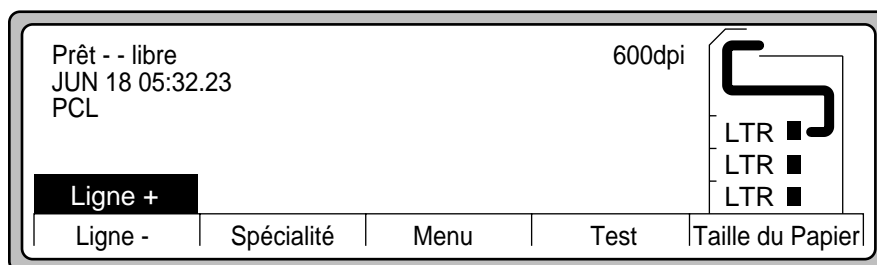 Prêt - - libre
600dpi
JUN 18 05:32.23
PCL
LTR
LTR
LTR
Ligne +
Ligne -
Spécialité
Menu
Test
Taille du Papier